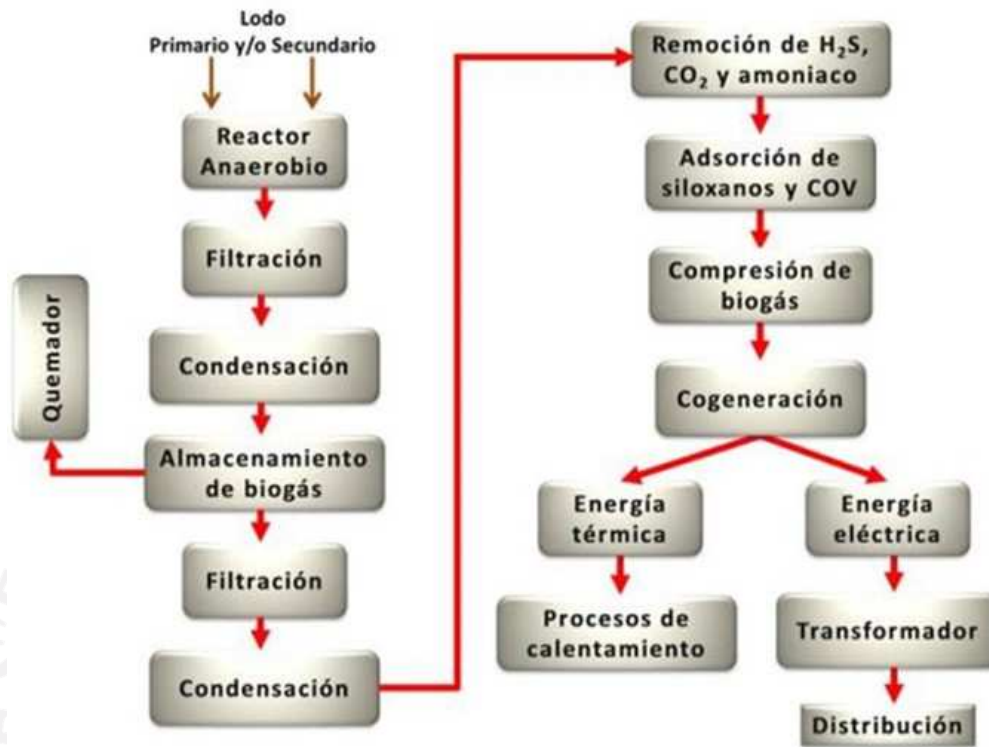 Lodo
Primario y/o Secundario
Reactor
Anaerobio
Filtración
Condensación
Quemador
Almacenamiento
de biogás
Filtración
Condensación
Remoción de H₂S,
CO₂ y amoniaco
Adsorción de
siloxanos y COV
Compresión de
biogás
Cogeneración
Energía
térmica
Procesos de
calentamiento
Energía
eléctrica
Transformador
Distribución